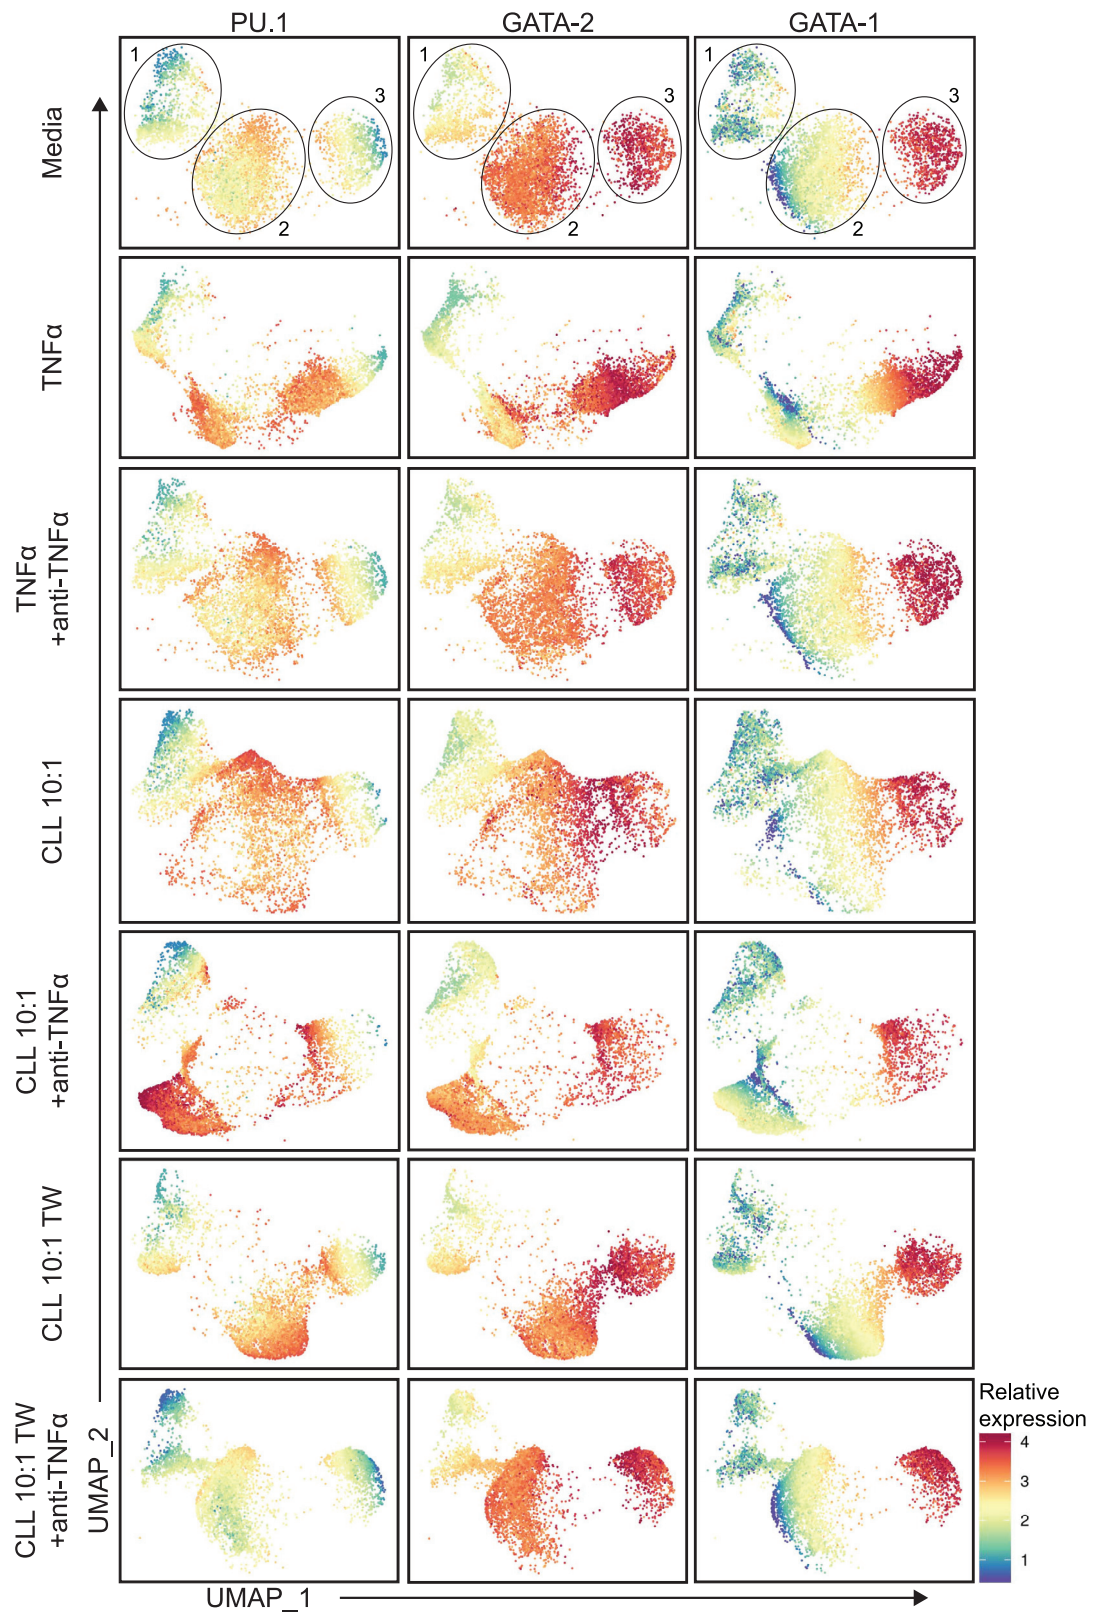 PU.1
GATA-2
GATA-1
Media
1
2
3
1
2
3
1
2
3
TNFα
TNFα
+anti-TNFα
CLL 10:1
CLL 10:1
+anti-TNFα
CLL 10:1 TW
CLL 10:1 TW
+anti-TNFα
UMAP_2
UMAP_1
Relative
expression
4
3
2
1